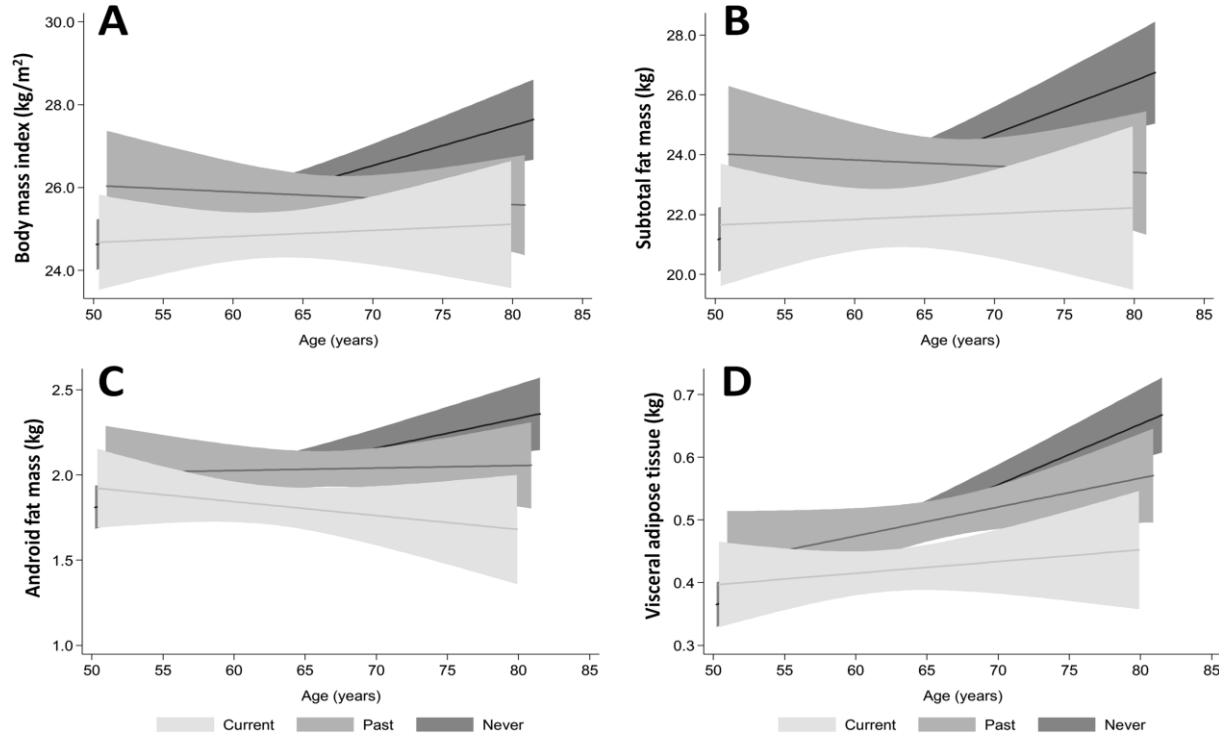 A
Body mass index (kg/m²)
30.0
28.0
26.0
24.0
50 55 60 65 70 75 80 85
Age (years)
B
Subtotal fat mass (kg)
28.0
26.0
24.0
22.0
20.0
50 55 60 65 70 75 80 85
Age (years)
C
Android fat mass (kg)
2.5
2.0
1.5
1.0
50 55 60 65 70 75 80 85
Age (years)
D
Visceral adipose tissue (kg)
0.7
0.6
0.5
0.4
0.3
50 55 60 65 70 75 80 85
Age (years)
Current Past Never
Current Past Never